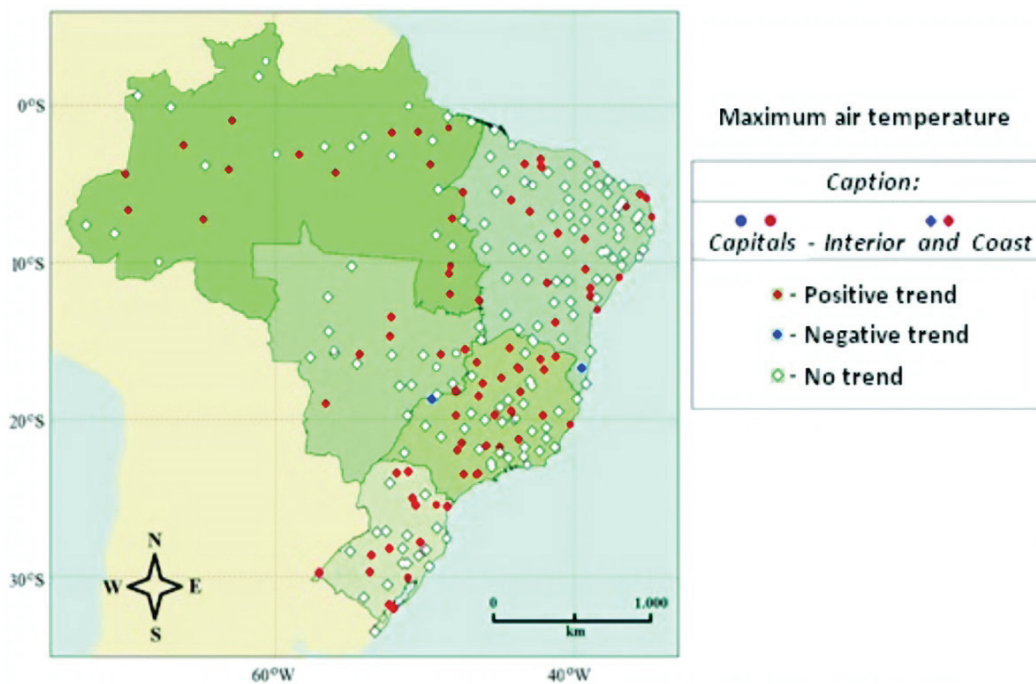 0°S
10°S
20°S
30°S
60°W
40°W
N
W
E
S
0
1.000
km
Maximum air temperature
Caption:
Capitals - Interior and Coast
- Positive trend
- Negative trend
- No trend